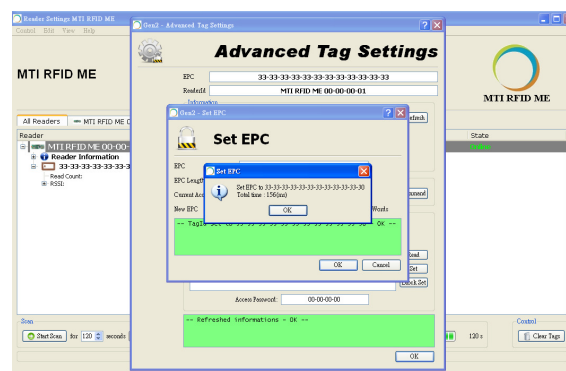 Reader Settings MTI RFID ME
Control Edit View Help
MTI RFID ME
MTI RFID ME
All Readers
MTI RFID ME 0
Reader
State
MTI RFID ME 00-00-
Online
Reader Information
33-33-33-33-33-33-3
Read Count:
RSSI:
Scan
Start Scan for 120 seconds
120 s
Control
Clear Tags
Gen2 - Advanced Tag Settings
Advanced Tag Settings
EPC 33-33-33-33-33-33-33-33-33-33-33-33
ReaderId MTI RFID ME 00-00-00-01
Information
Gen2 - Set EPC
Set EPC
EPC
EPC Length
New EPC
Words
OK Cancel
Set EPC
Set EPC to 33-33-33-33-33-33-33-33-33-33-33-30
Total time : 156(ms)
OK
Set
Block Set
Access Password: 00-00-00-00
-- Refreshed informations - OK --
OK